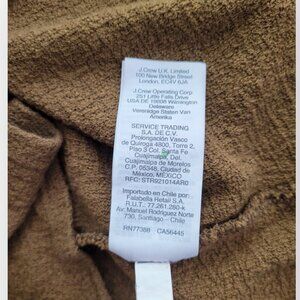 J.Crew U.K. Limited
100 New Bridge Street
London, EC4V 6JA
J.Crew Operating Corp
251 Little Falls Drive
USA DE 19808 Wilmington
Delaware
Verenidge Staten Van
Amerika
SERVICE TRADING
S.A. DE C.V.
Prolongación Vasco
de Quiroga 4800, Torre 2,
Piso 3 Col. Santa Fe
Cuajimalpa, Del.
Cuajimalpa de Morelos
C.P. 05348, Ciudad de
México, MÉXICO
RFC: STR921014AR0
Importado en Chile por:
Falabella Retail S.A.
R.U.T.: 77.261.280-k
Av: Manuel Rodriguez Norte
730, Santiago - Chile
RN77388 CA56445